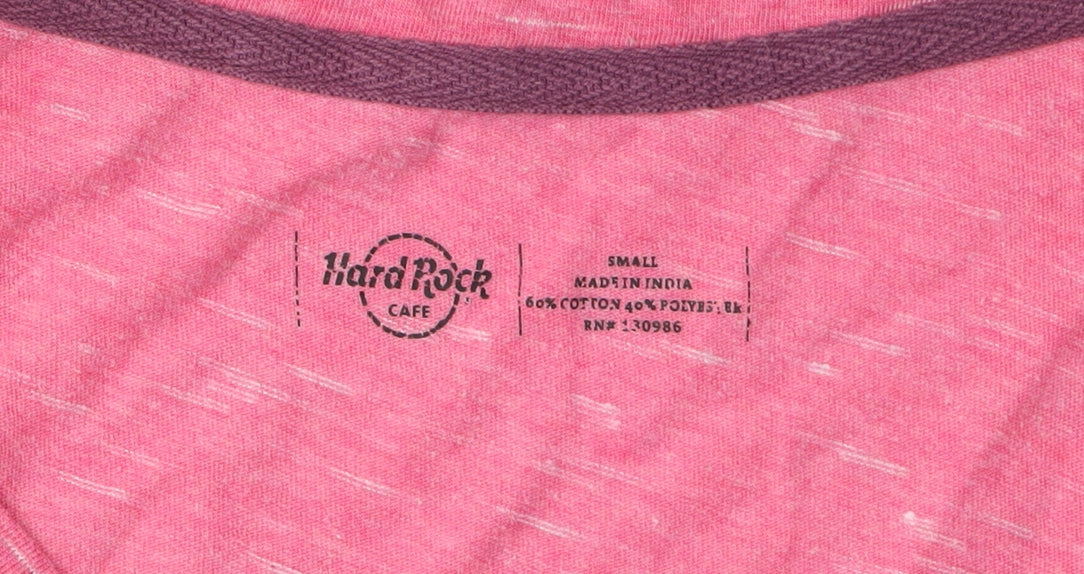 Hard Rock
CAFE
SMALL
MADE IN INDIA
60% COTTON 40% POLYESTER
RN# 130986